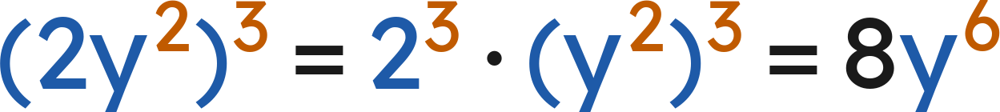 (2y²)³ = 2³ · (y²)³ = 8y⁶